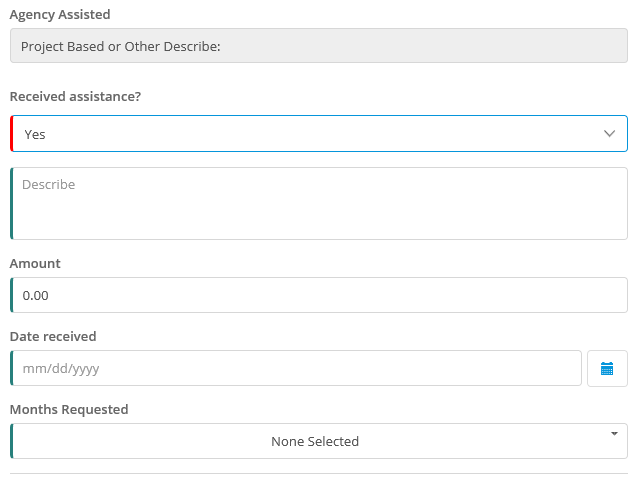 Agency Assisted
Project Based or Other Describe:
Received assistance?
Yes
Describe
Amount
0.00
Date received
mm/dd/yyyy
Months Requested
None Selected